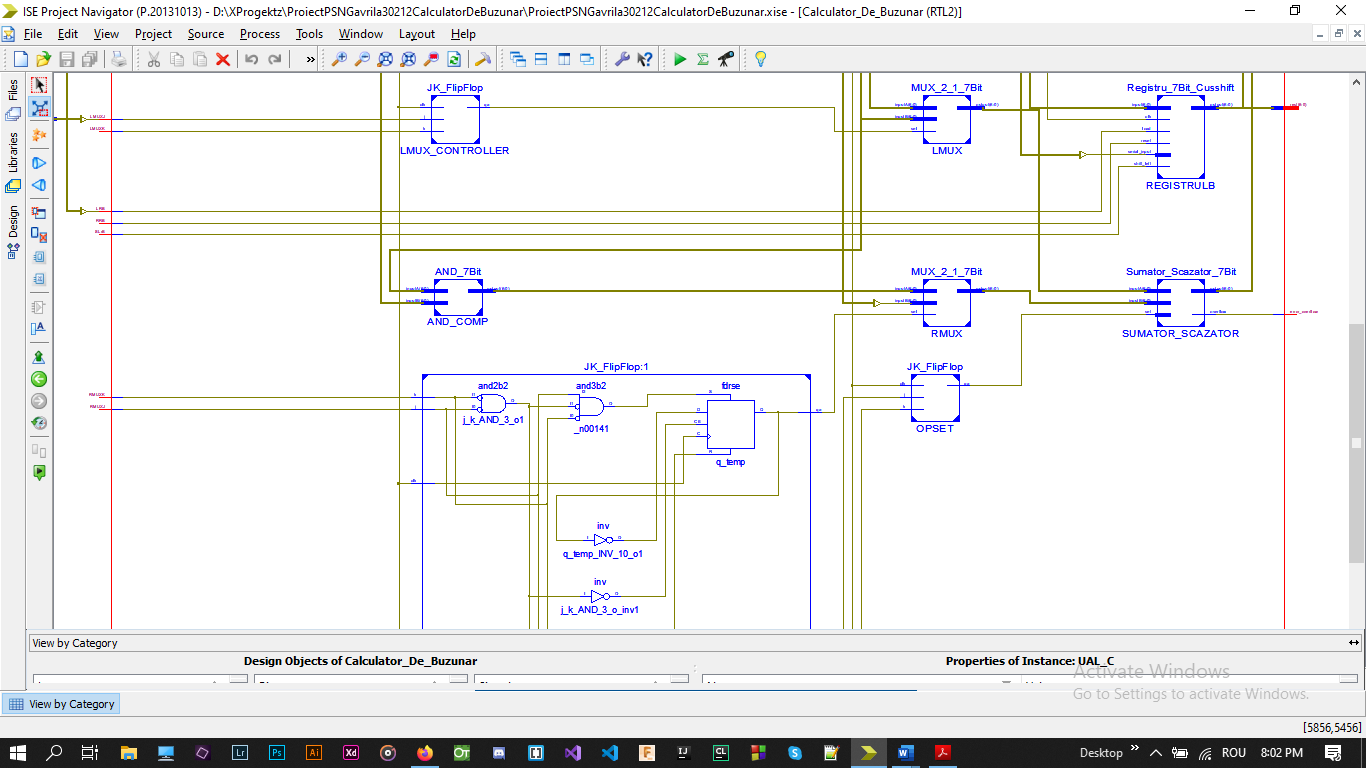 ISE Project Navigator (P.20131013) - D:\XProgektz\ProiectPSNGavrila30212CalculatorDeBuzunar\ProiectPSNGavrila30212CalculatorDeBuzunar.xise - [Calculator_De_Buzunar (RTL2)]
File Edit View Project Source Process Tools Window Layout Help
Files
Libraries
Design
JK_FlipFlop
LMUX_CONTROLLER
MUX_2_1_7Bit
LMUX
Registru_7Bit_Cusshift
REGISTRULB
AND_7Bit
AND_COMP
MUX_2_1_7Bit
RMUX
Sumator_Scazator_7Bit
SUMATOR_SCAZATOR
JK_FlipFlop:1
and2b2
j_k_AND_3_o1
and3b2
_n00141
fdrse
q_temp
JK_FlipFlop
OPSET
inv
q_temp_INV_10_o1
inv
j_k_AND_3_o_inv1
View by Category
Design Objects of Calculator_De_Buzunar
Properties of Instance: UAL_C
Activate Windows
Go to Settings to activate Windows.
View by Category
[5856,5456]
Desktop
ROU
8:02 PM